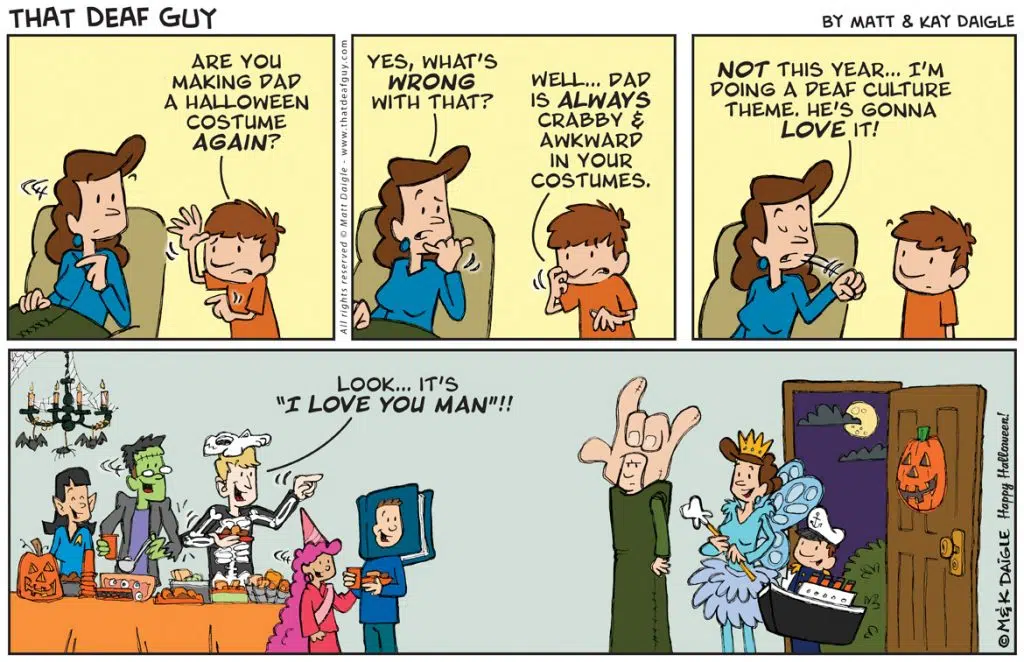 THAT DEAF GUY
BY MATT & KAY DAIGLE
ARE YOU
MAKING DAD
A HALLOWEEN
COSTUME
AGAIN?
All rights reserved © Matt Daigle - www.thatdeafguy.com
YES, WHAT'S
WRONG
WITH THAT?
WELL... DAD
IS ALWAYS
CRABBY &
AWKWARD
IN YOUR
COSTUMES.
NOT THIS YEAR... I'M
DOING A DEAF CULTURE
THEME. HE'S GONNA
LOVE IT!
LOOK... IT'S
"I LOVE YOU MAN"!!
© M&K DAIGLE Happy Halloween!